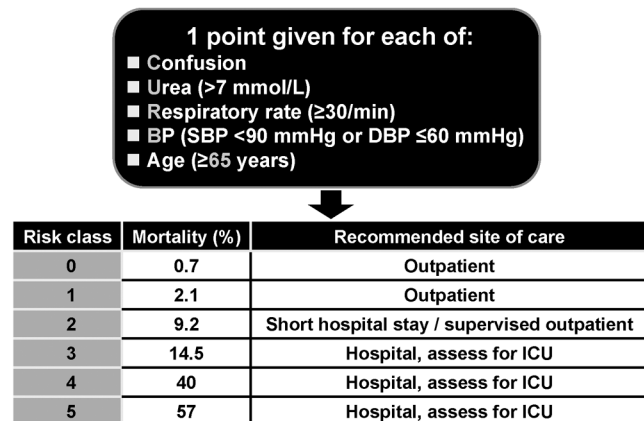 1 point given for each of:
■ Confusion
■ Urea (>7 mmol/L)
■ Respiratory rate (≥30/min)
■ BP (SBP <90 mmHg or DBP ≤60 mmHg)
■ Age (≥65 years)
Risk class Mortality (%) Recommended site of care
0 0.7 Outpatient
1 2.1 Outpatient
2 9.2 Short hospital stay / supervised outpatient
3 14.5 Hospital, assess for ICU
4 40 Hospital, assess for ICU
5 57 Hospital, assess for ICU